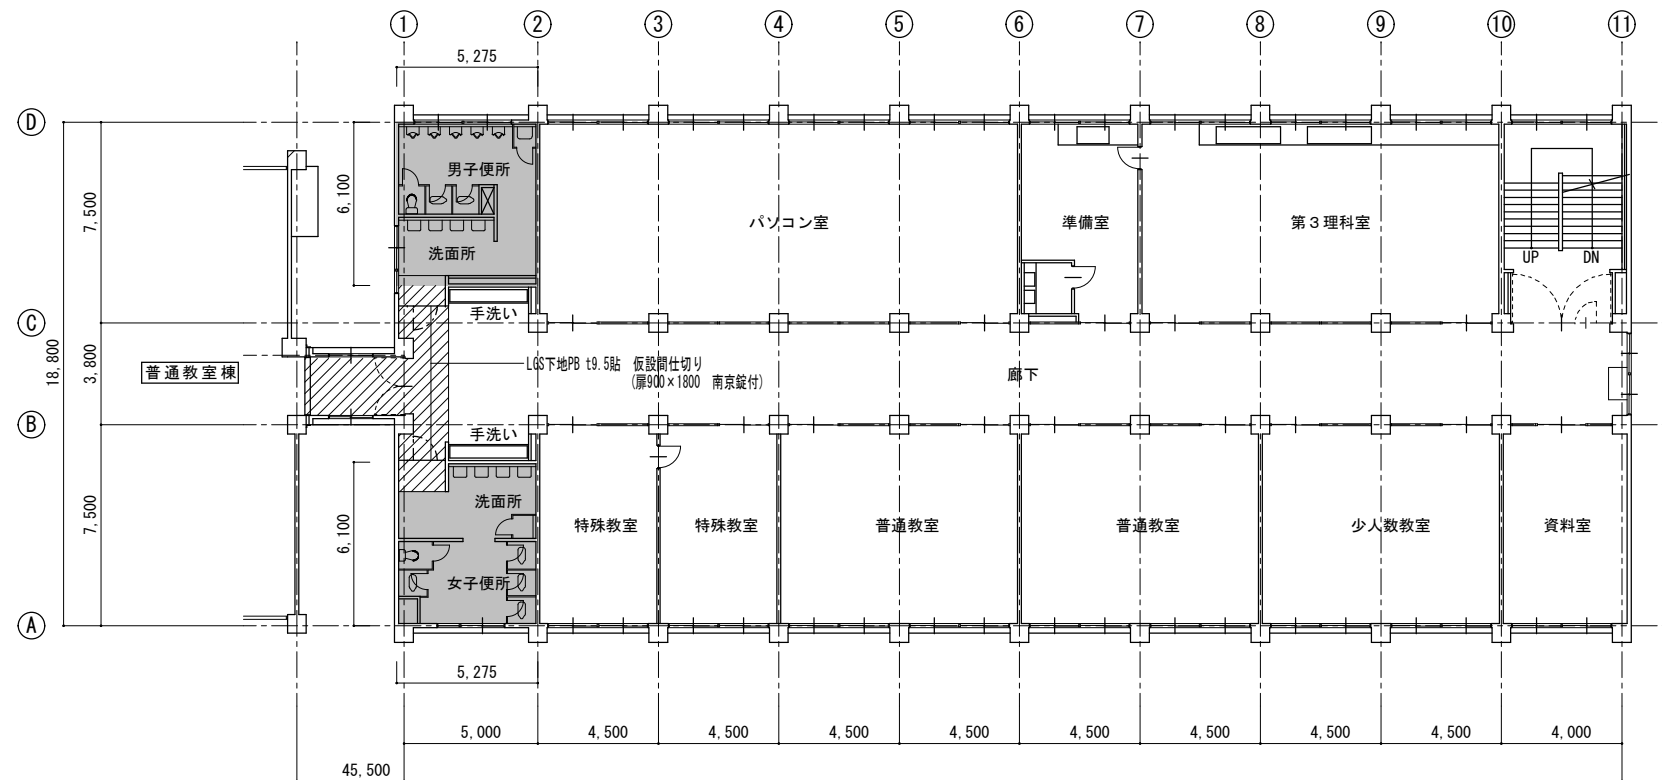 1 2 3 4 5 6 7 8 9 10 11
5,275
D
男子便所
7,500
6,100
パソコン室
準備室
第3理科室
洗面所
UP DN
手洗い
C
18,800
3,800
普通教室棟
LGS下地PB t9.5貼 仮設間仕切り
(扉900×1800 南京錠付)
廊下
B
手洗い
洗面所
7,500
6,100
特殊教室 特殊教室 普通教室 普通教室 少人数教室 資料室
女子便所
A
5,275
5,000 4,500 4,500 4,500 4,500 4,500 4,500 4,500 4,500 4,000
45,500